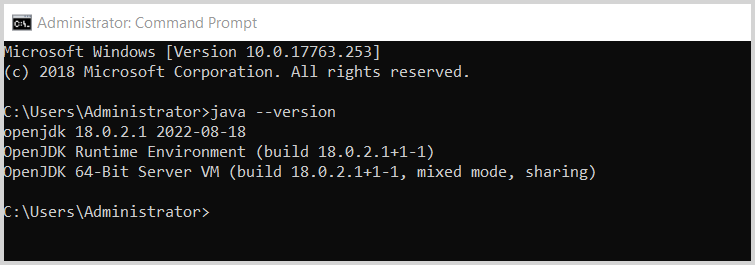 Administrator: Command Prompt
Microsoft Windows [Version 10.0.17763.253]
(c) 2018 Microsoft Corporation. All rights reserved.
C:\Users\Administrator>java --version
openjdk 18.0.2.1 2022-08-18
OpenJDK Runtime Environment (build 18.0.2.1+1-1)
OpenJDK 64-Bit Server VM (build 18.0.2.1+1-1, mixed mode, sharing)
C:\Users\Administrator>